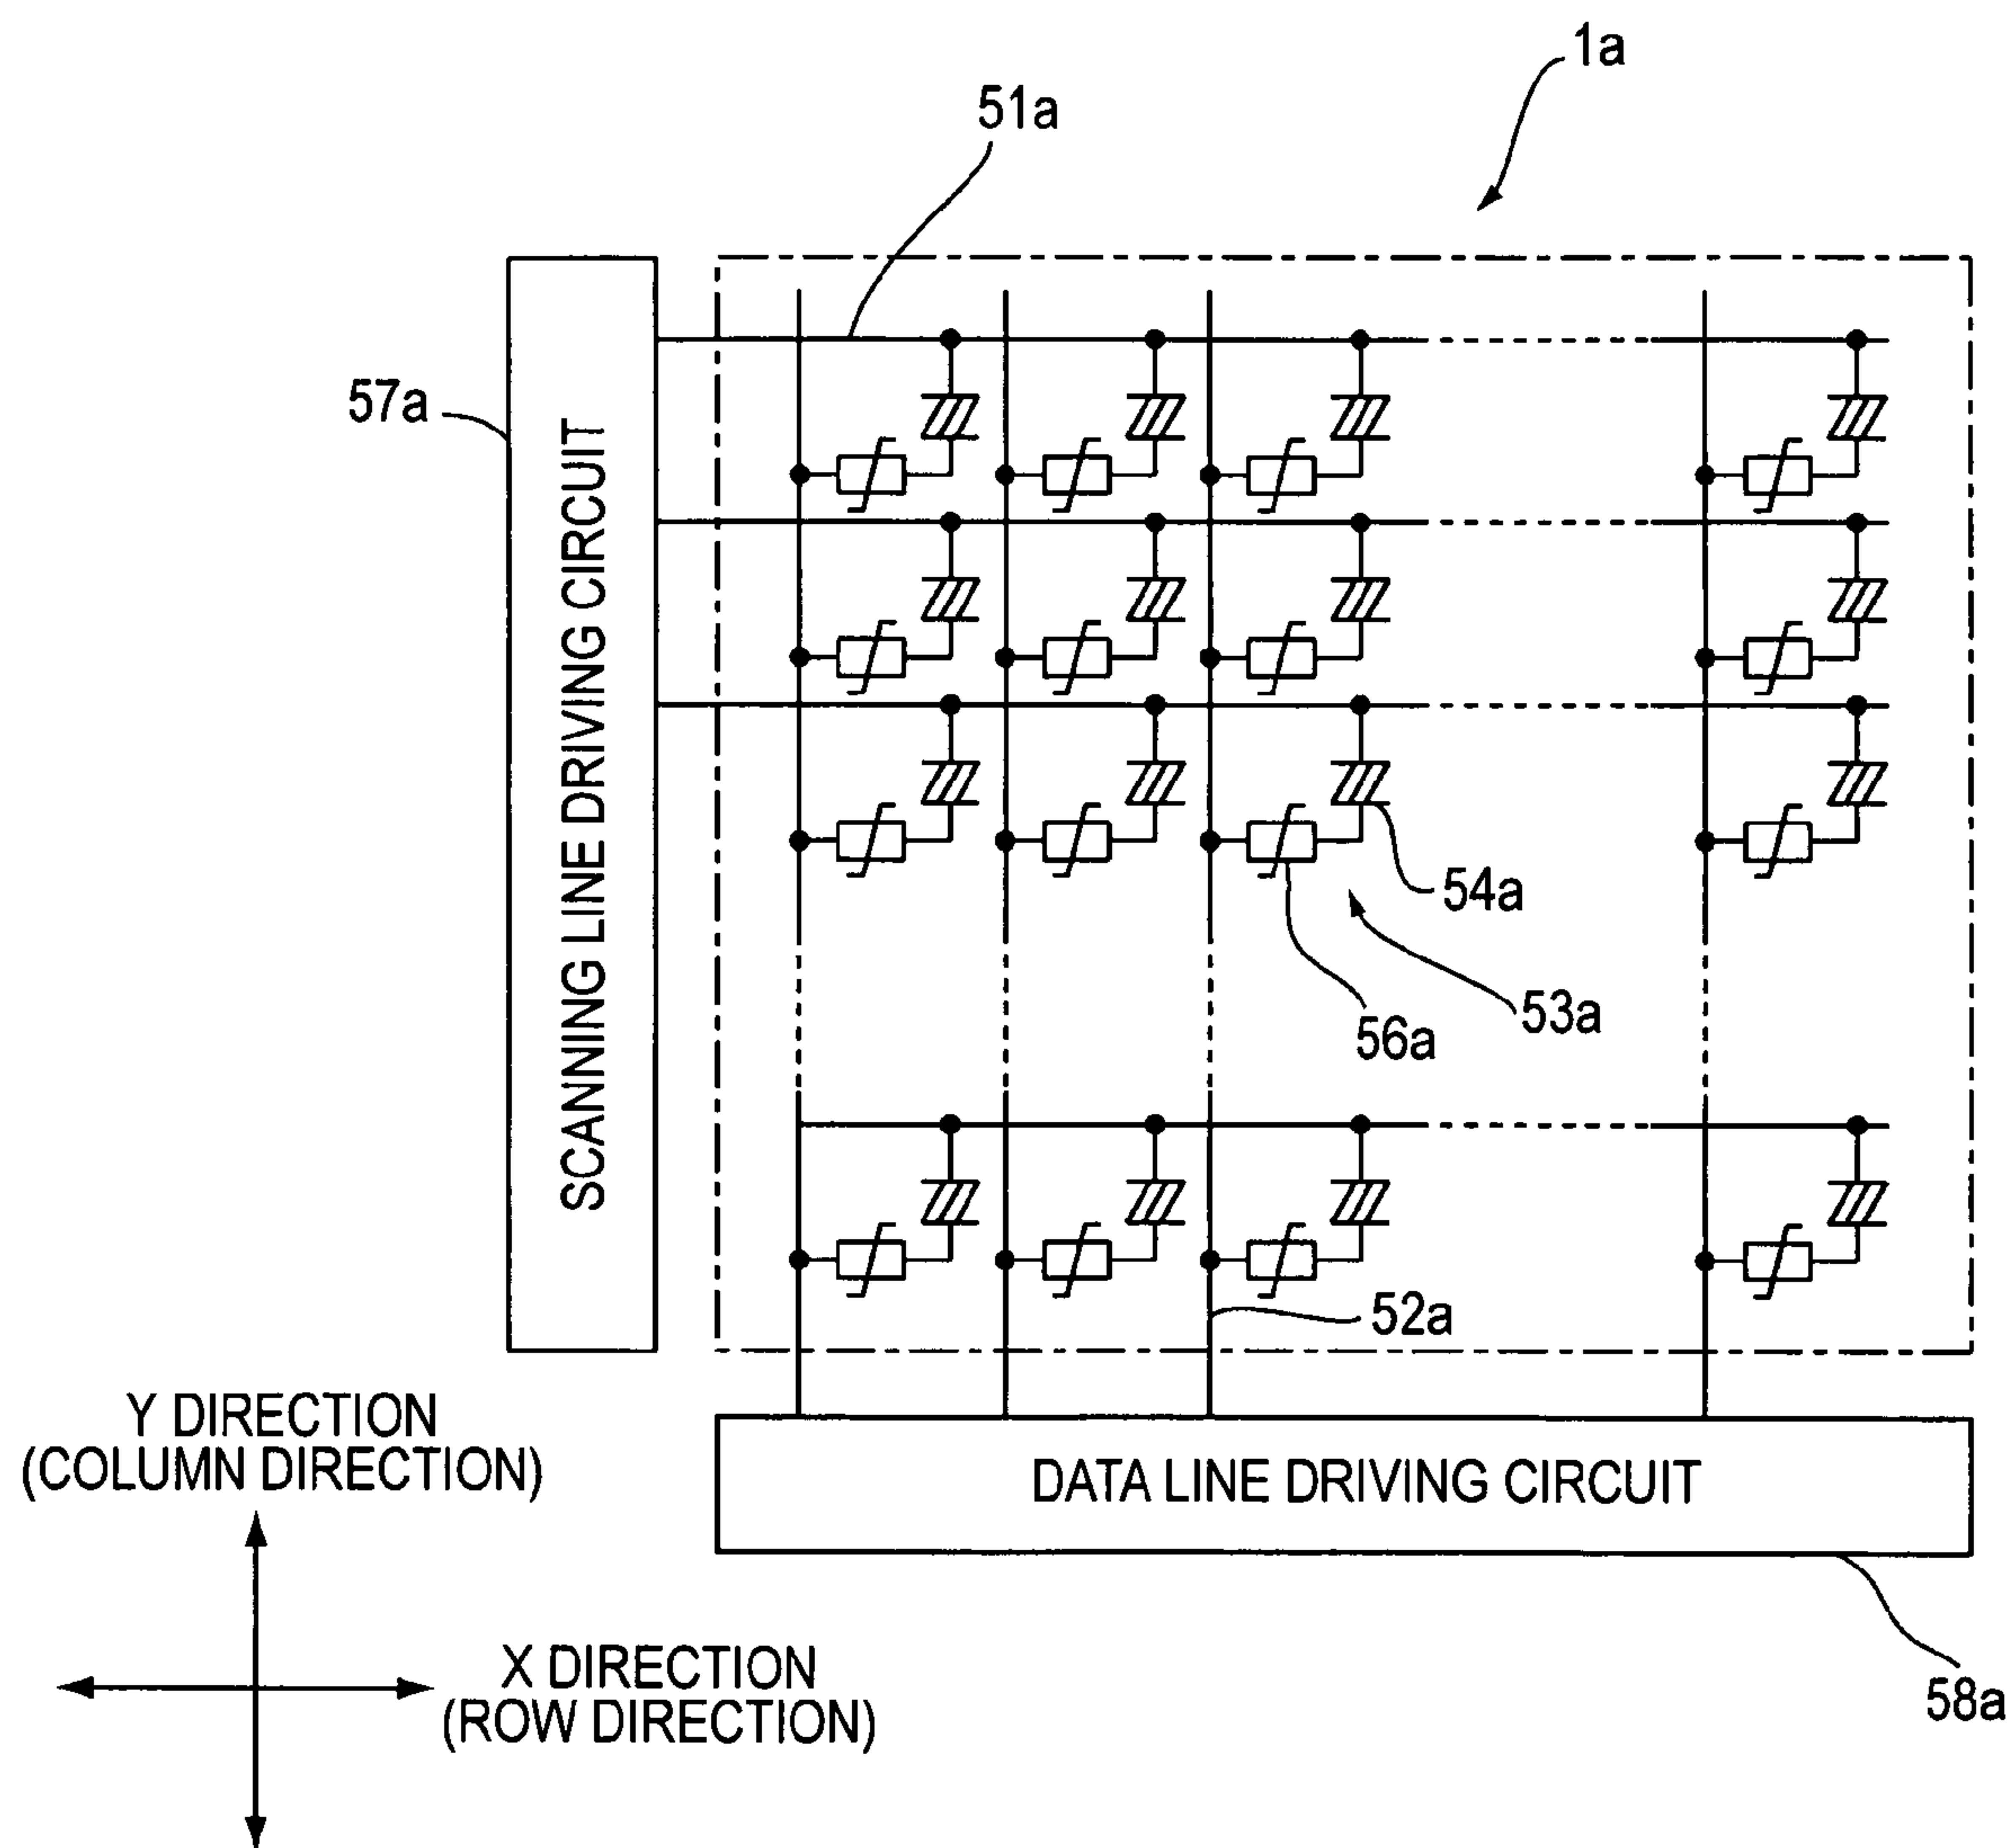 1a
51a
57a
SCANNING LINE DRIVING CIRCUIT
54a
53a
56a
52a
Y DIRECTION
(COLUMN DIRECTION)
DATA LINE DRIVING CIRCUIT
X DIRECTION
(ROW DIRECTION)
58a